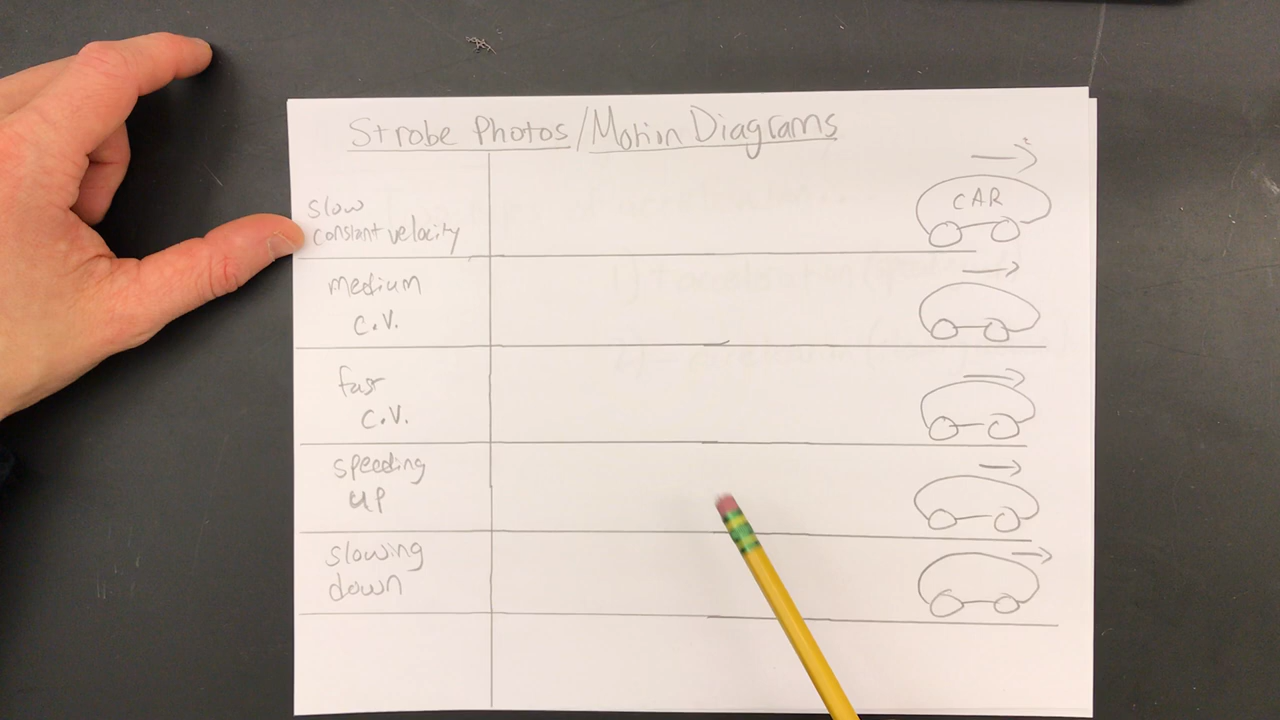 Strobe Photos/Motion Diagrams
slow
constant velocity
CAR
medium
C.V.
fast
C.V.
speeding
up
slowing
down